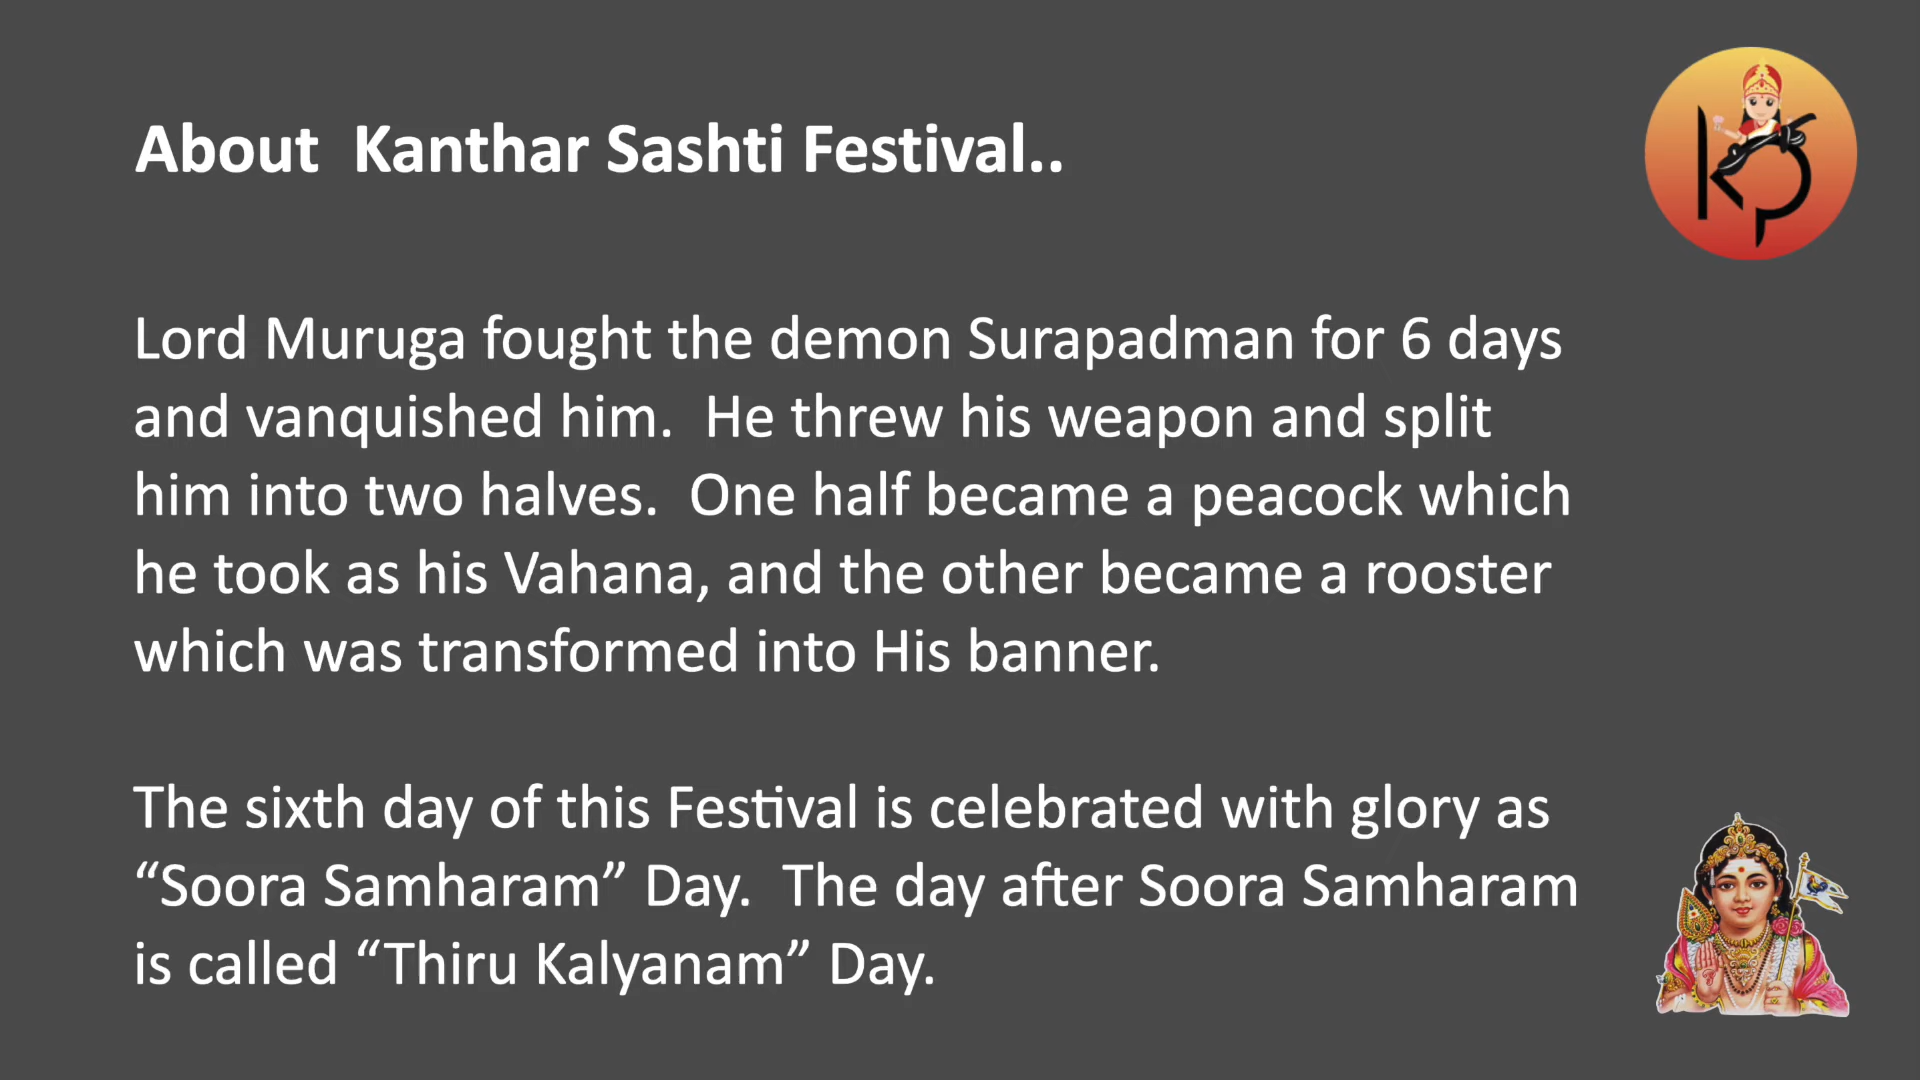 About  Kanthar Sashti Festival..
kp
Lord Muruga fought the demon Surapadman for 6 days
and vanquished him.  He threw his weapon and split
him into two halves.  One half became a peacock which
he took as his Vahana, and the other became a rooster
which was transformed into His banner.
The sixth day of this Festival is celebrated with glory as
“Soora Samharam” Day.  The day after Soora Samharam
is called “Thiru Kalyanam” Day.